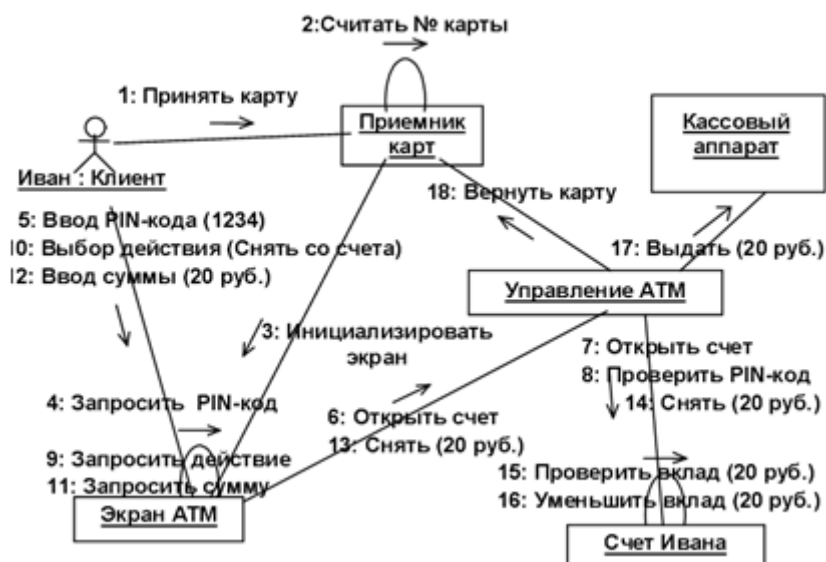 2:Считать № карты
1: Принять карту
Приемник
карт
Кассовый
аппарат
Иван : Клиент
18: Вернуть карту
5: Ввод PIN-кода (1234)
10: Выбор действия (Снять со счета)
12: Ввод суммы (20 руб.)
17: Выдать (20 руб.)
Управление АТМ
3: Инициализировать
экран
7: Открыть счет
8: Проверить PIN-код
14: Снять (20 руб.)
4: Запросить PIN-код
6: Открыть счет
13: Снять (20 руб.)
9: Запросить действие
11: Запросить сумму
15: Проверить вклад (20 руб.)
16: Уменьшить вклад (20 руб.)
Экран АТМ
Счет Ивана